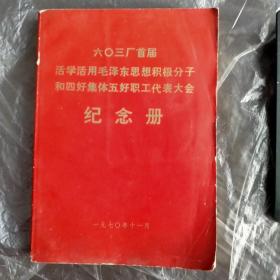 六〇三厂首届
活学活用毛泽东思想积极分子
和四好集体五好职工代表大会
纪念册
一九七〇年十一月